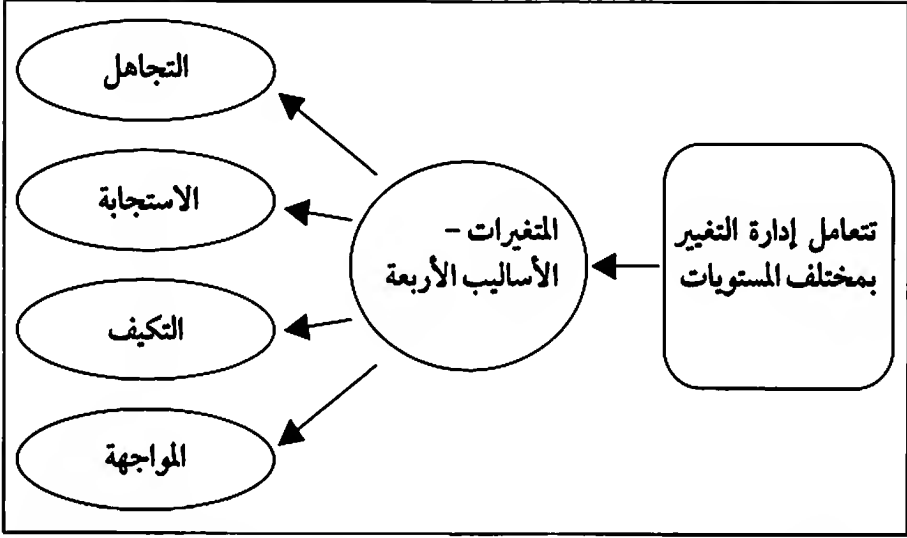 تتعامل إدارة التغيير
بمختلف المستويات
المتغيرات –
الأساليب الأربعة
التجاهل
الاستجابة
التكيف
المواجهة